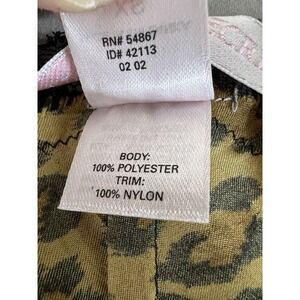 RN# 54867
ID# 42113
02 02
BODY:
100% POLYESTER
TRIM:
100% NYLON